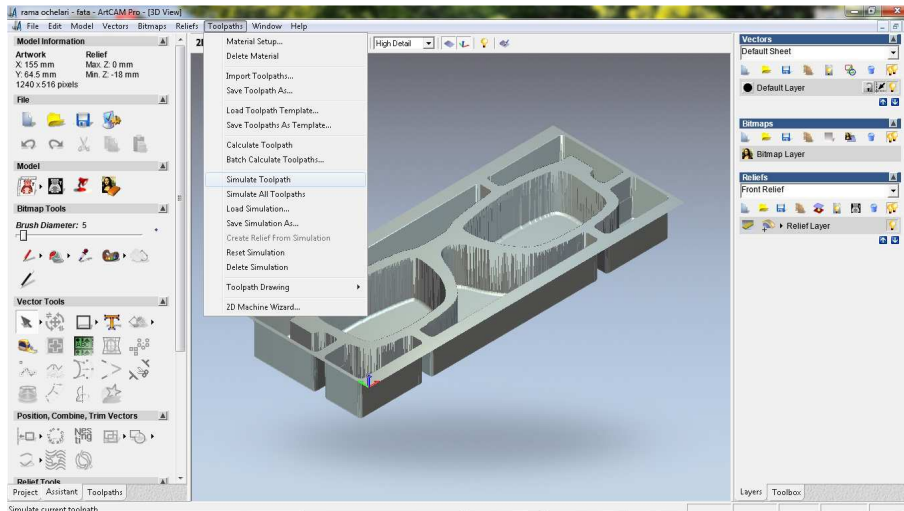 rama ochelari - fata - ArtCAM Pro - [3D View]
File Edit Model Vectors Bitmaps Reliefs Toolpaths Window Help
Model Information
Artwork Relief
X: 155 mm Max. Z: 0 mm
Y: 64.5 mm Min. Z: -18 mm
1240 x 516 pixels
File
Model
Bitmap Tools
Brush Diameter: 5
Vector Tools
Position, Combine, Trim Vectors
Relief Tools
Project Assistant Toolpaths
Simulate current toolpath
Material Setup...
Delete Material
Import Toolpaths...
Save Toolpath As...
Load Toolpath Template...
Save Toolpaths As Template...
Calculate Toolpath
Batch Calculate Toolpaths...
Simulate Toolpath
Simulate All Toolpaths
Load Simulation...
Save Simulation As...
Create Relief From Simulation
Reset Simulation
Delete Simulation
Toolpath Drawing
2D Machine Wizard...
High Detail
Vectors
Default Sheet
Default Layer
Bitmaps
Bitmap Layer
Reliefs
Front Relief
Relief Layer
Layers Toolbox